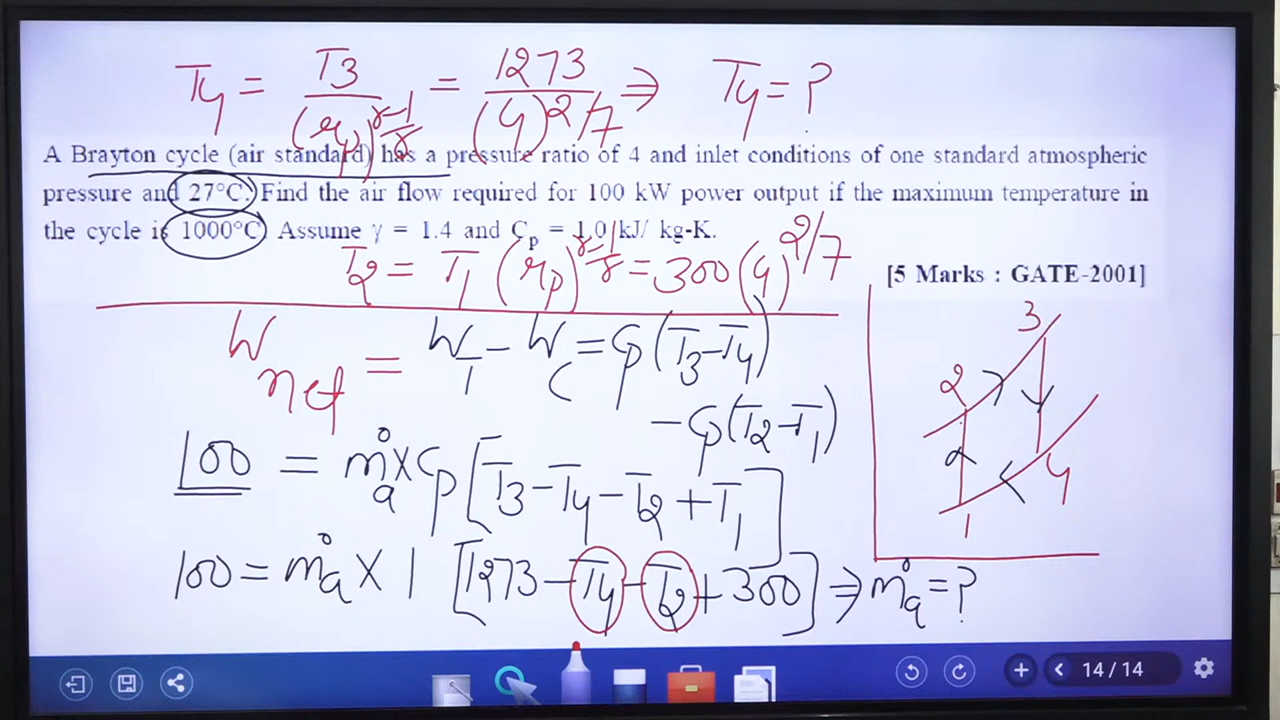 T4 = T3 / (rp)^γ-1/γ = 1273 / (4)^2/7 ⇒ T4 = ?
A Brayton cycle (air standard) has a pressure ratio of 4 and inlet conditions of one standard atmospheric
pressure and 27°C. Find the air flow required for 100 kW power output if the maximum temperature in
the cycle is 1000°C. Assume γ = 1.4 and Cp = 1.0 kJ/ kg-K.
T2 = T1 (rp)^γ-1/γ = 300 (4)^2/7
[5 Marks : GATE-2001]
Wnet = WT - WC = Cp(T3-T4)
- Cp(T2-T1)
100 = ṁa × Cp [T3-T4-T2+T1]
100 = ṁa × 1 [1273-T4-T2+300] ⇒ ṁa = ?
3
2
4
1
14 / 14